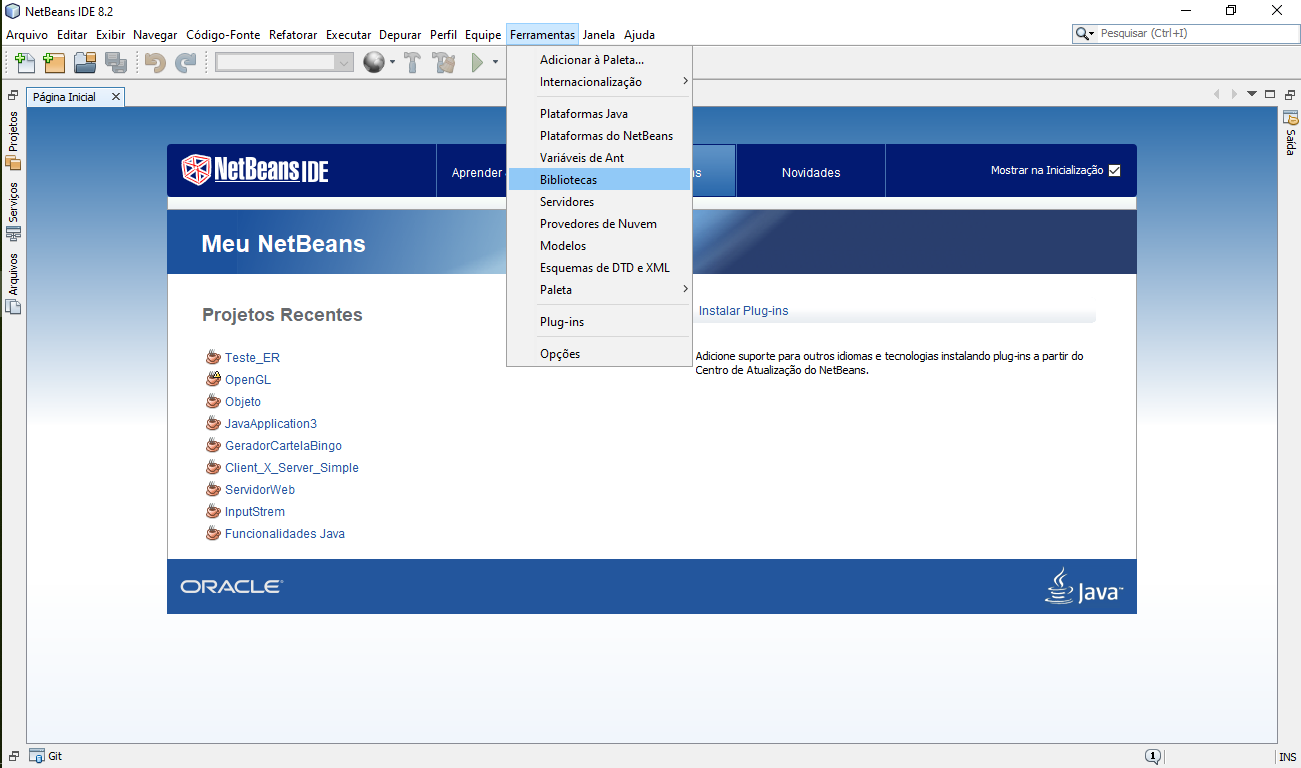 NetBeans IDE 8.2
Arquivo Editar Exibir Navegar Código-Fonte Refatorar Executar Depurar Perfil Equipe Ferramentas Janela Ajuda
Pesquisar (Ctrl+I)
Página Inicial
Projetos
Serviços
Arquivos
Saída
Adicionar à Paleta...
Internacionalização
Plataformas Java
Plataformas do NetBeans
Variáveis de Ant
Bibliotecas
Servidores
Provedores de Nuvem
Modelos
Esquemas de DTD e XML
Paleta
Plug-ins
Opções
NetBeans IDE
Aprender
Novidades
Mostrar na Inicialização
Meu NetBeans
Projetos Recentes
Teste_ER
OpenGL
Objeto
JavaApplication3
GeradorCartelaBingo
Client_X_Server_Simple
ServidorWeb
InputStrem
Funcionalidades Java
Instalar Plug-ins
Adicione suporte para outros idiomas e tecnologias instalando plug-ins a partir do
Centro de Atualização do NetBeans.
ORACLE
Java
Git
1
INS